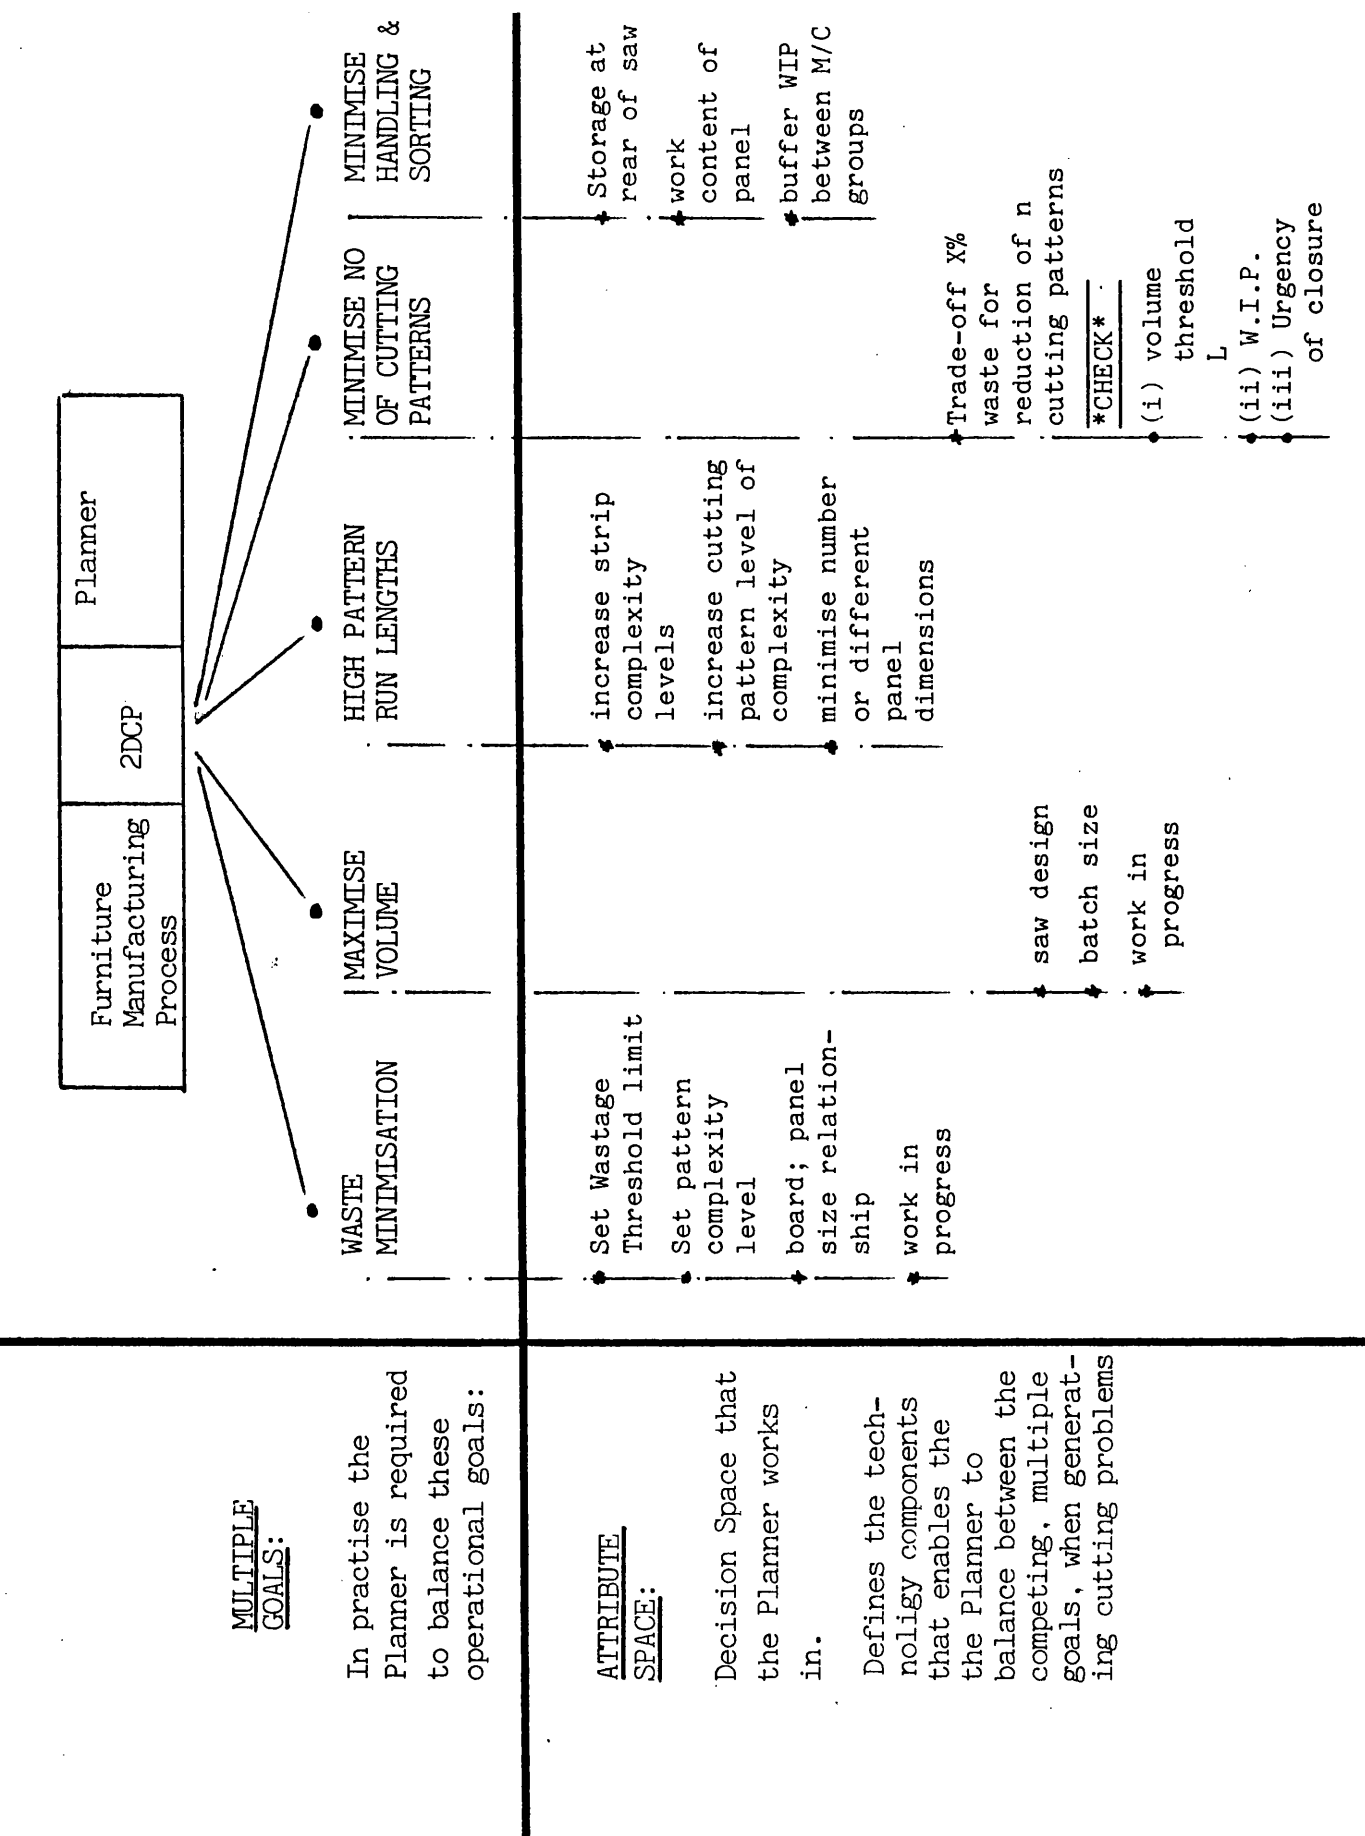 Furniture
Manufacturing
Process
2DCP
Planner
MULTIPLE
GOALS:
In practise the
Planner is required
to balance these
operational goals:
WASTE
MINIMISATION
MAXIMISE
VOLUME
HIGH PATTERN
RUN LENGTHS
MINIMISE NO
OF CUTTING
PATTERNS
MINIMISE
HANDLING &
SORTING
ATTRIBUTE
SPACE:
Decision Space that
the Planner works
in.
Defines the tech-
noligy components
that enables the
the Planner to
balance between the
competing, multiple
goals, when generat-
ing cutting problems
Set Wastage
Threshold limit
Set pattern
complexity
level
board; panel
size relation-
ship
work in
progress
saw design
batch size
work in
progress
increase strip
complexity
levels
increase cutting
pattern level of
complexity
minimise number
or different
panel
dimensions
Trade-off X%
waste for
reduction of n
cutting patterns
*CHECK*
(i) volume
threshold
L
(ii) W.I.P.
(iii) Urgency
of closure
Storage at
rear of saw
work
content of
panel
buffer WIP
between M/C
groups